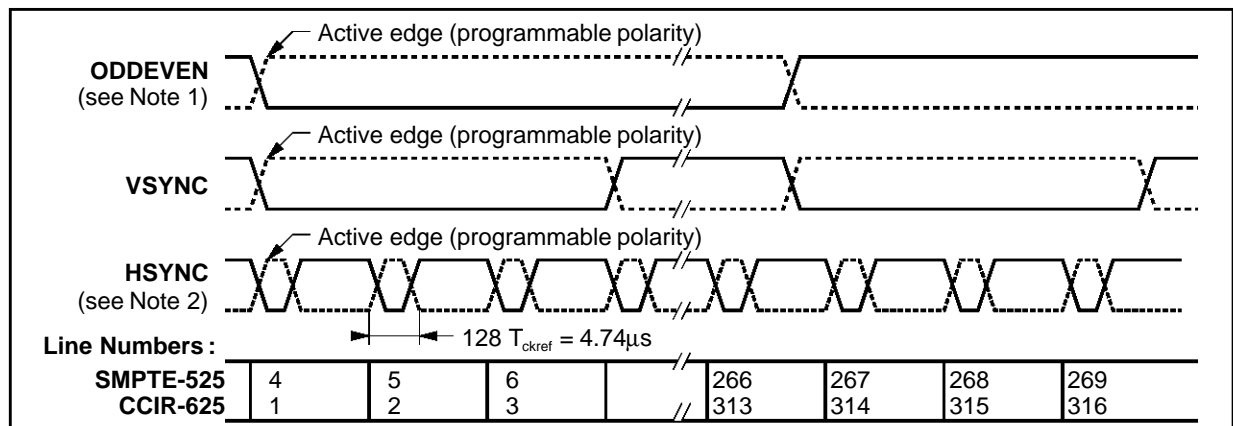 Active edge (programmable polarity)
ODDEVEN
(see Note 1)
Active edge (programmable polarity)
VSYNC
Active edge (programmable polarity)
HSYNC
(see Note 2)
128 Tckref = 4.74µs
Line Numbers :
SMPTE-525 4 5 6 266 267 268 269
CCIR-625 1 2 3 313 314 315 316